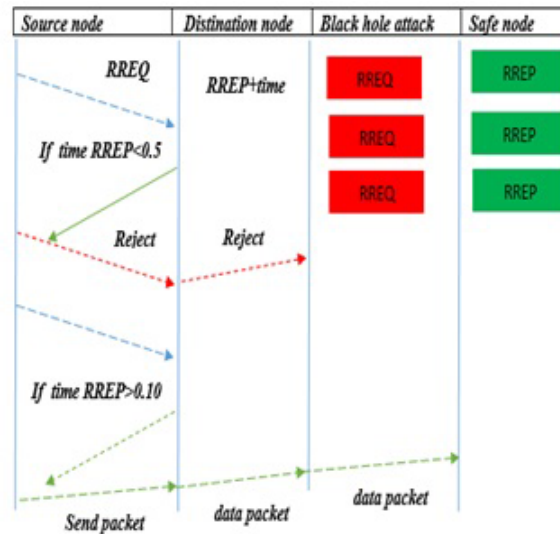 Source node Distination node Black hole attack Safe node
RREQ
RREP+time
RREQ
RREP
If time RREP<0.5
RREQ
RREP
RREQ
RREP
Reject
Reject
If time RREP>0.10
Send packet
data packet
data packet